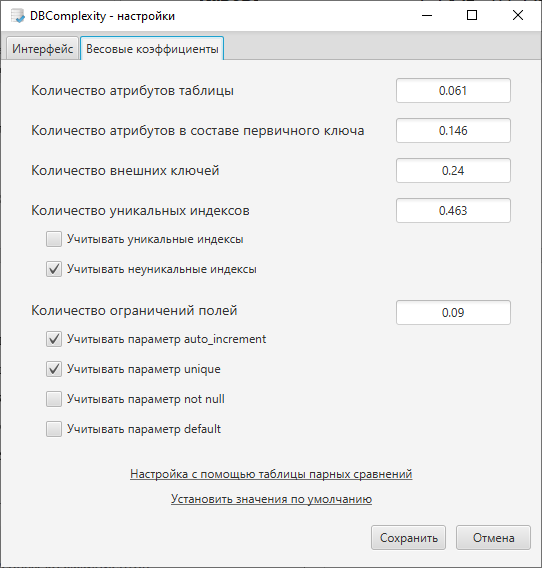 DBComplexity - настройки
Интерфейс Весовые коэффициенты
Количество атрибутов таблицы 0.061
Количество атрибутов в составе первичного ключа 0.146
Количество внешних ключей 0.24
Количество уникальных индексов 0.463
Учитывать уникальные индексы
Учитывать неуникальные индексы
Количество ограничений полей 0.09
Учитывать параметр auto_increment
Учитывать параметр unique
Учитывать параметр not null
Учитывать параметр default
Настройка с помощью таблицы парных сравнений
Установить значения по умолчанию
Сохранить Отмена